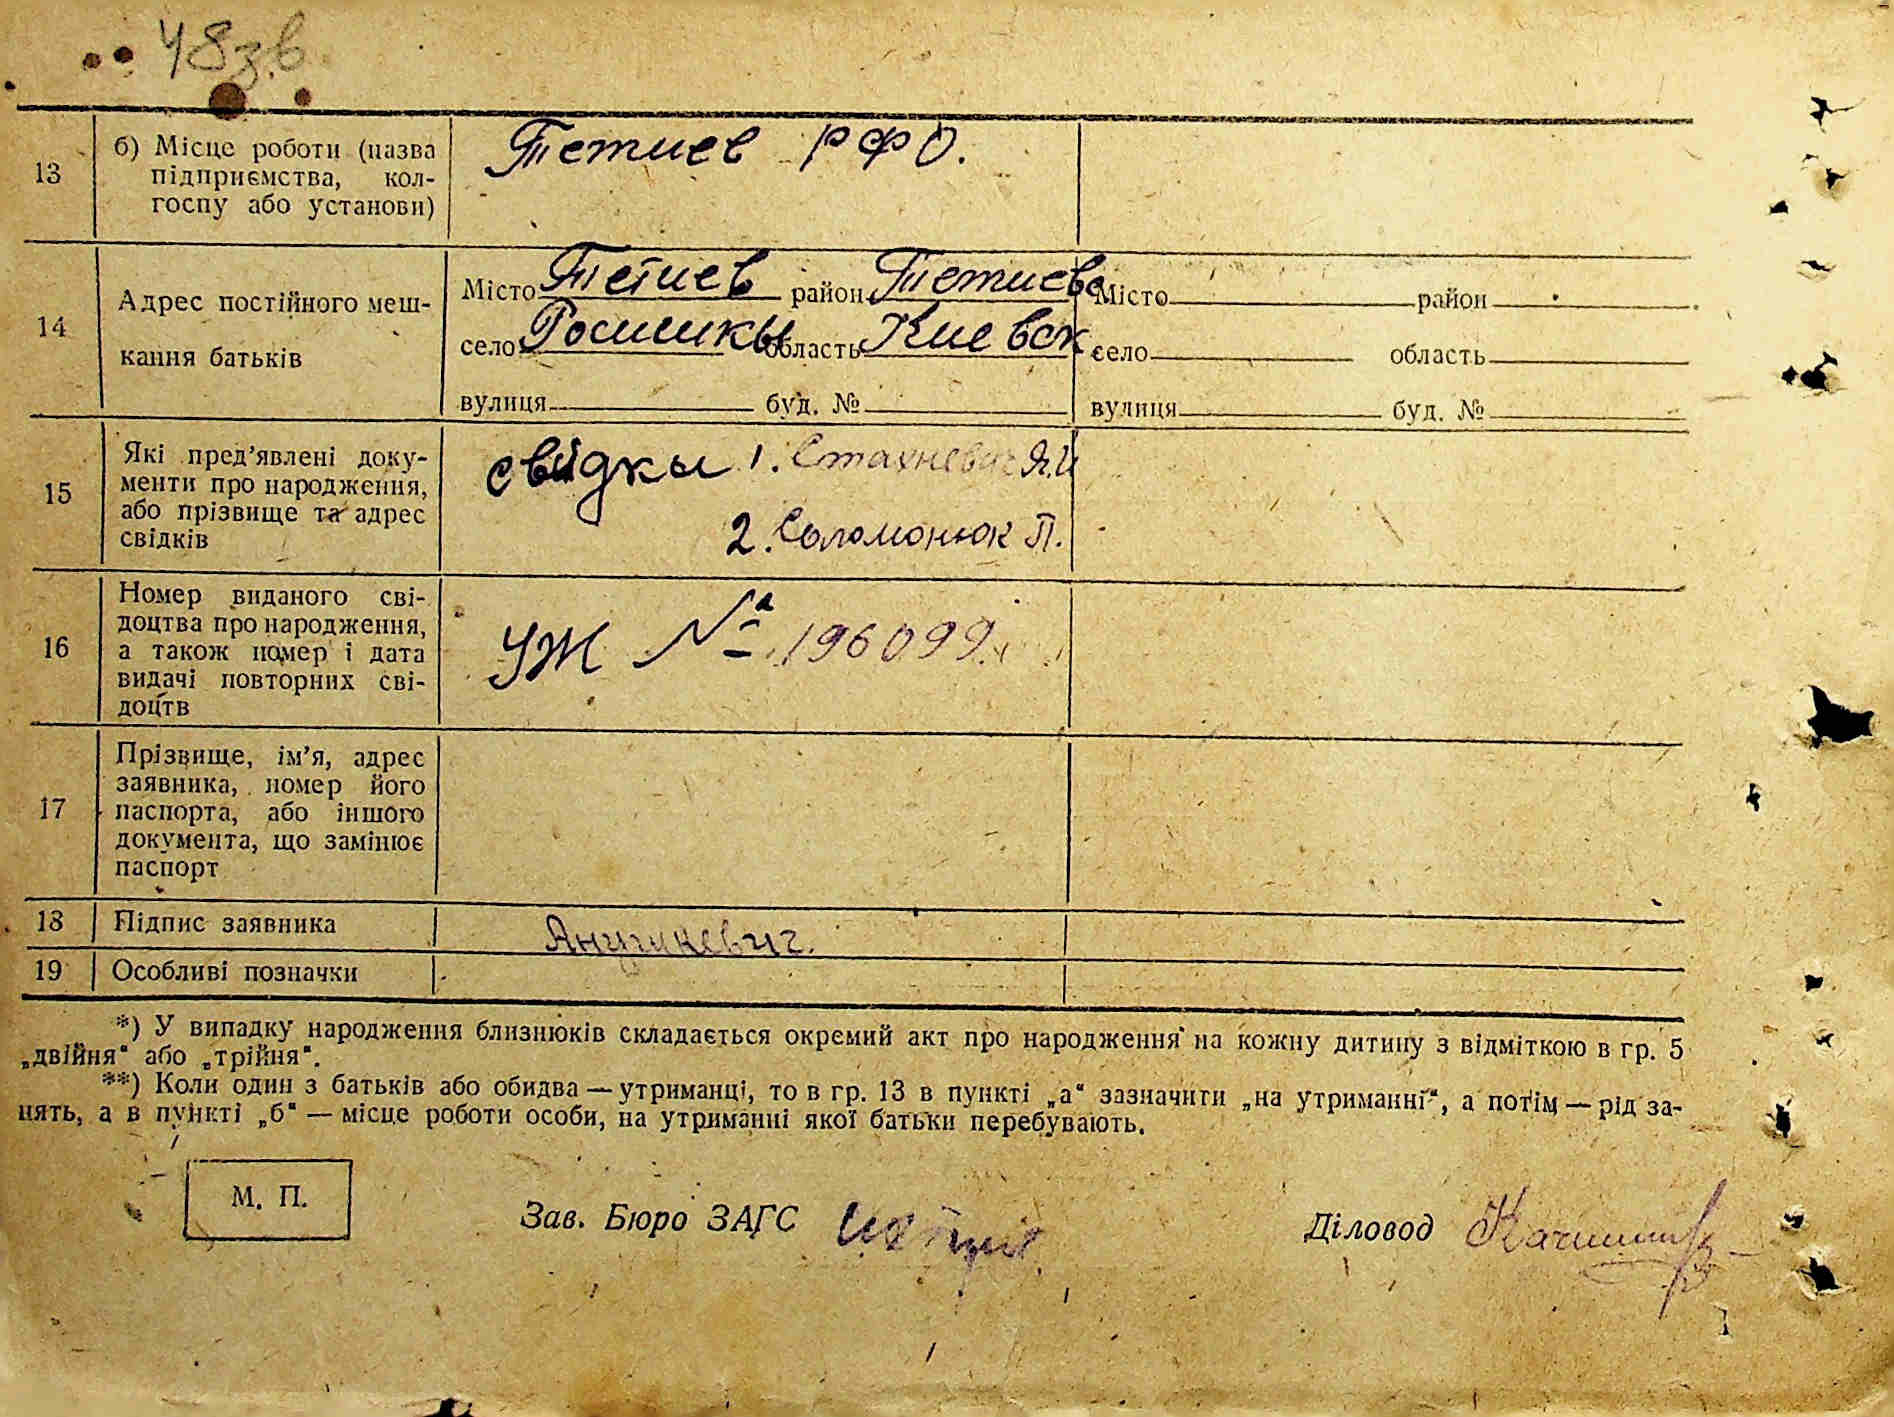 48зв.
13 б) Місце роботи (назва підприємства, кол-
госпу або установи)
Тетиев РФО.
14 Адрес постійного меш-
кання батьків
Місто Тетиев район Тетиевс
село Росишкы область Киевск
вулиця буд. №
Місто район
село область
вулиця буд. №
15 Які пред’явлені доку-
менти про народження,
або прізвище та адрес
свідків
свидкы 1. Стахневич Я.И
2. Соломонюк П.
16 Номер виданого сві-
доцтва про народження,
а також номер і дата
видачі повторних сві-
доцтв
УЖ № 196099
17 Прізвище, ім’я, адрес
заявника, номер його
паспорта, або іншого
документа, що замінює
паспорт
18 Підпис заявника
19 Особливі позначки
*) У випадку народження близнюків складається окремий акт про народження на кожну дитину з відміткою в гр. 5
„двійня“ або „трійня“.
**) Коли один з батьків або обидва — утриманці, то в гр. 13 в пункті „а“ зазначити „на утриманні“, а потім — рід за-
нять, а в пункті „б“ — місце роботи особи, на утриманні якої батьки перебувають.
М. П.
Зав. Бюро ЗАГС
Діловод